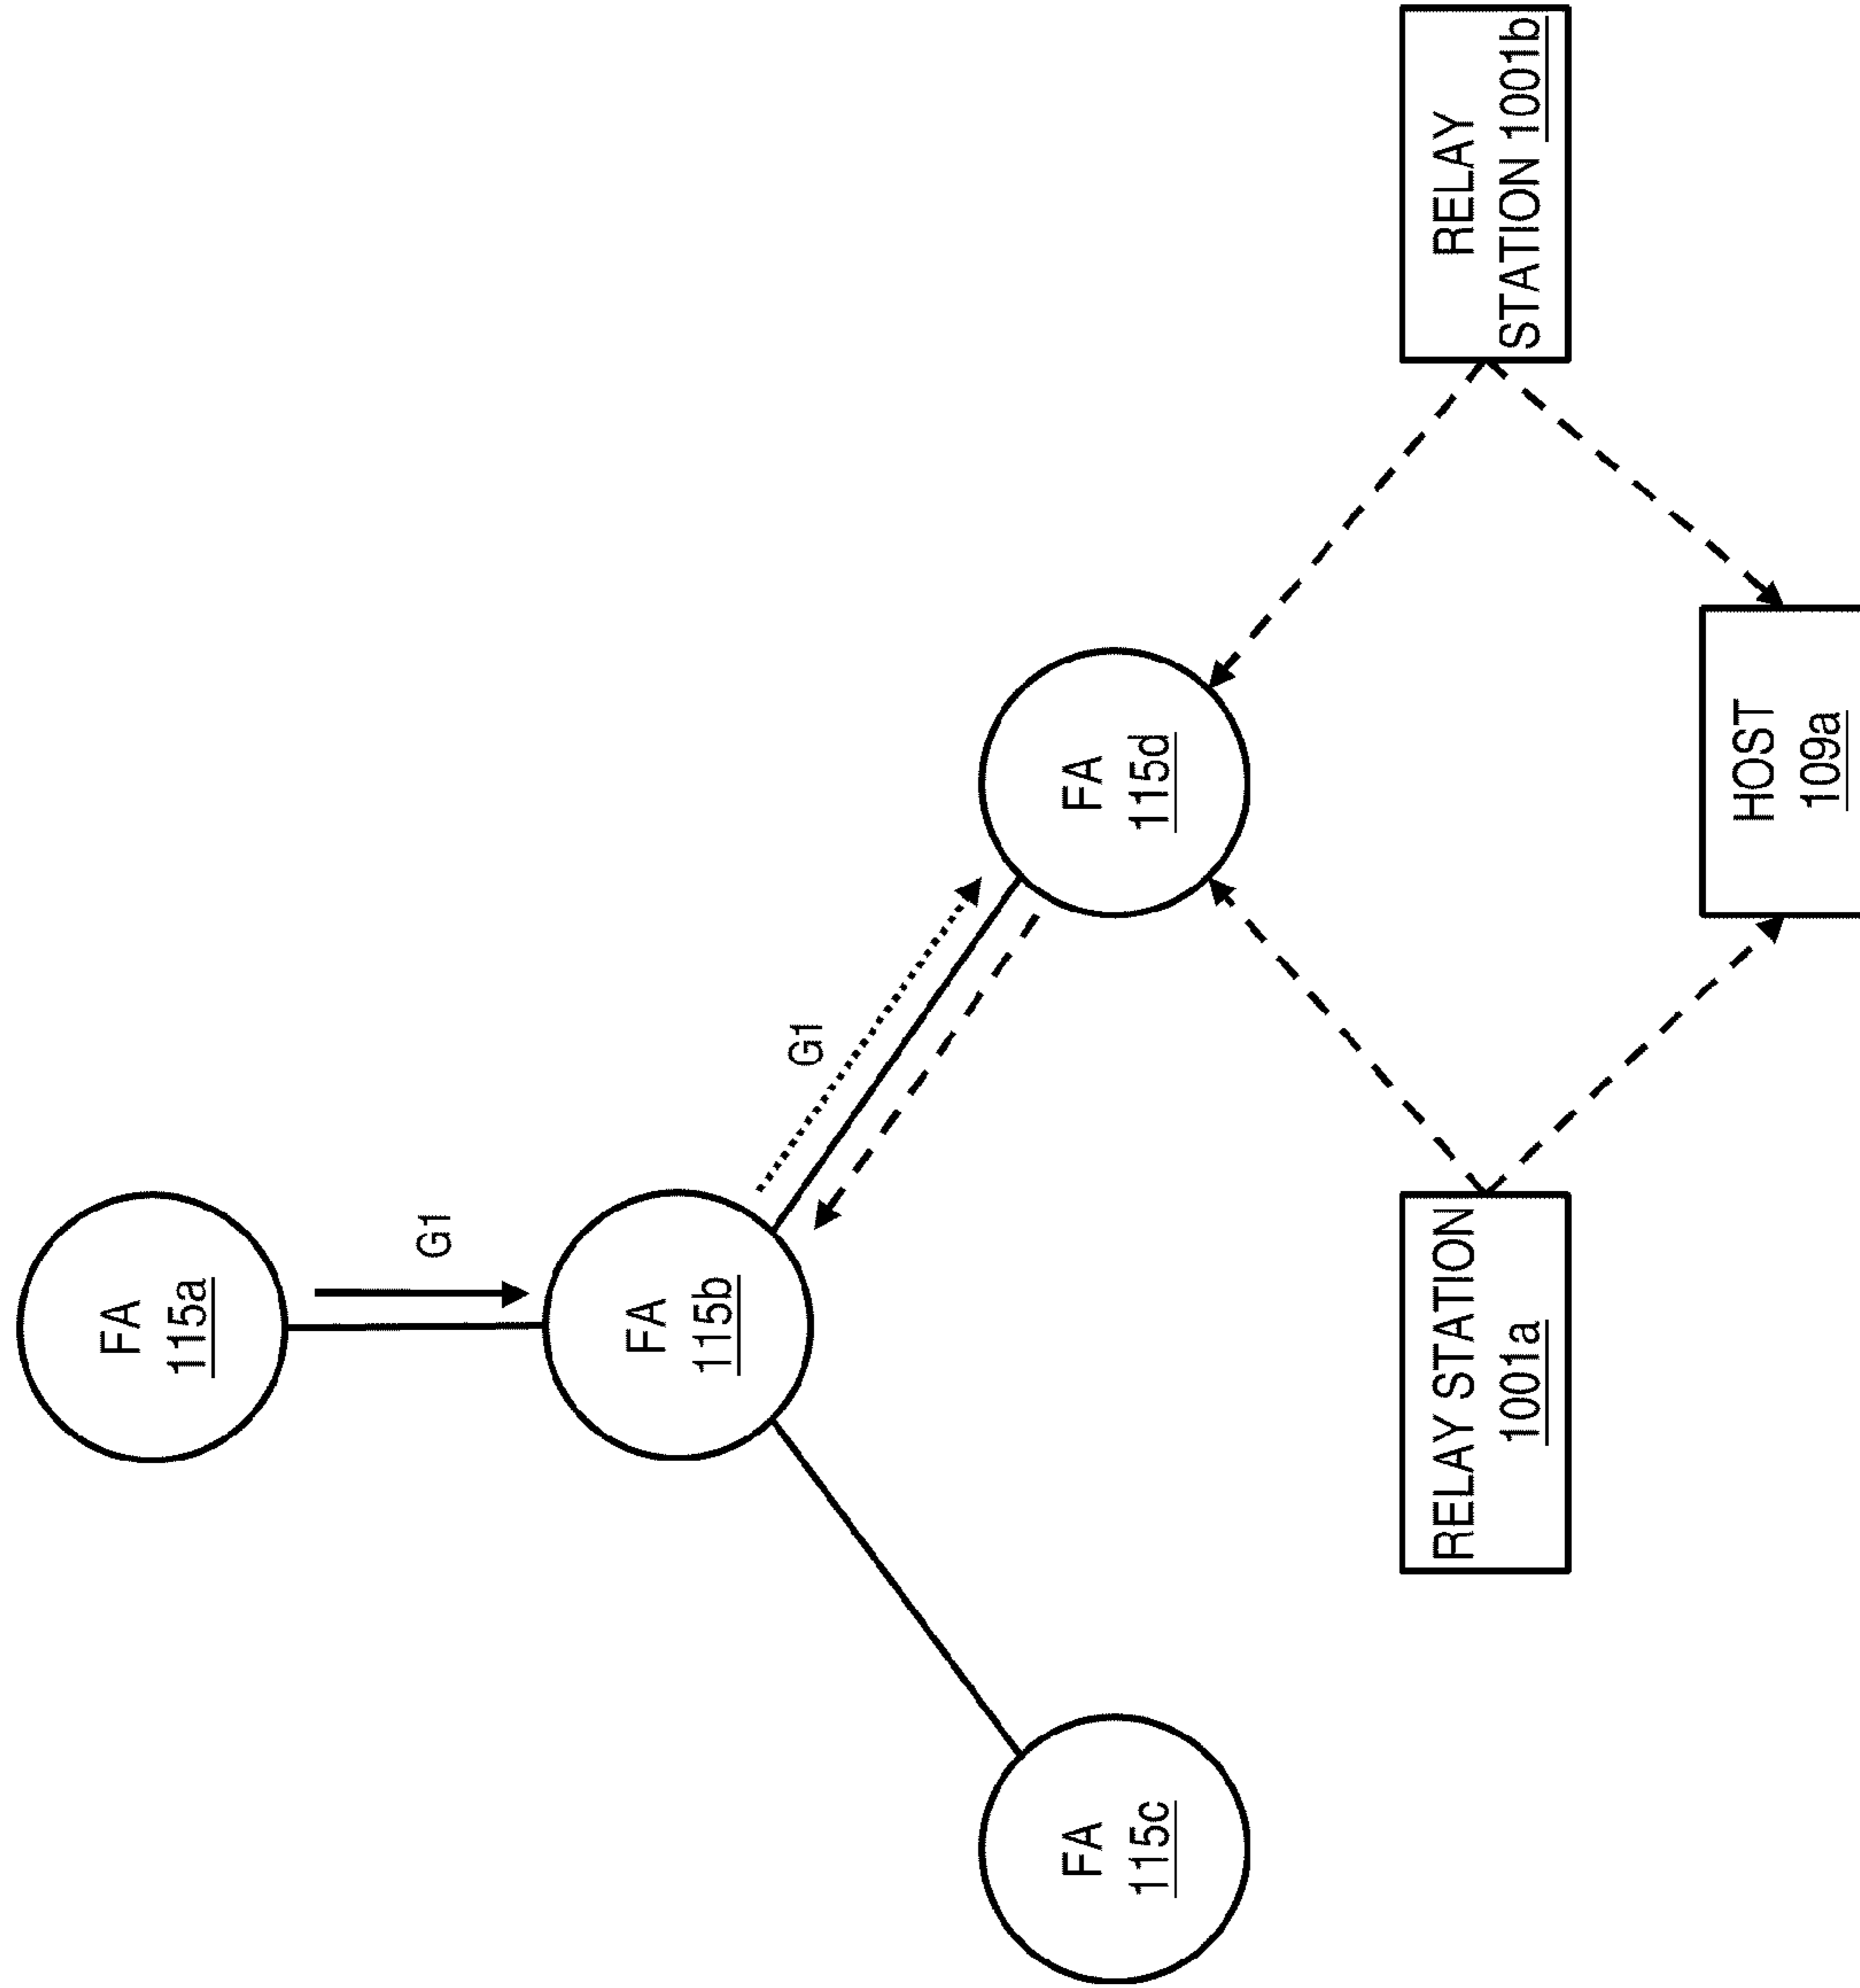 FA
115a
G1
FA
115b
G1
FA
115c
FA
115d
RELAY STATION
1001a
RELAY
STATION 1001b
HOST
109a